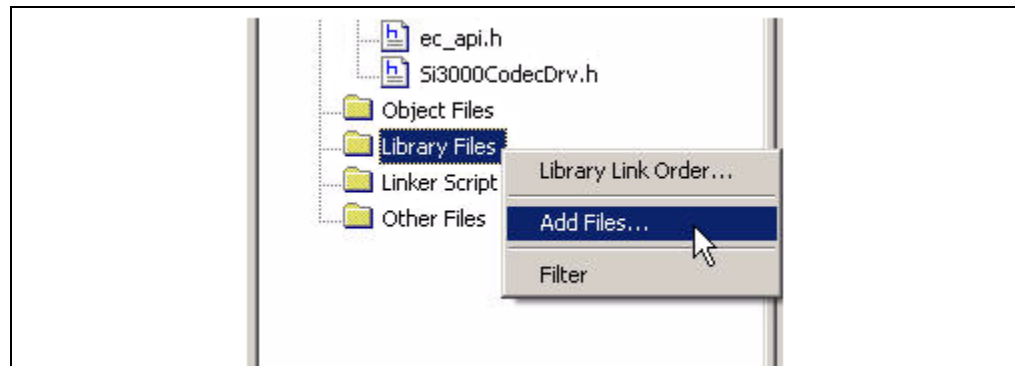 ec_api.h
Si3000CodecDrv.h
Object Files
Library Files
Library Link Order...
Linker Script
Add Files...
Other Files
Filter